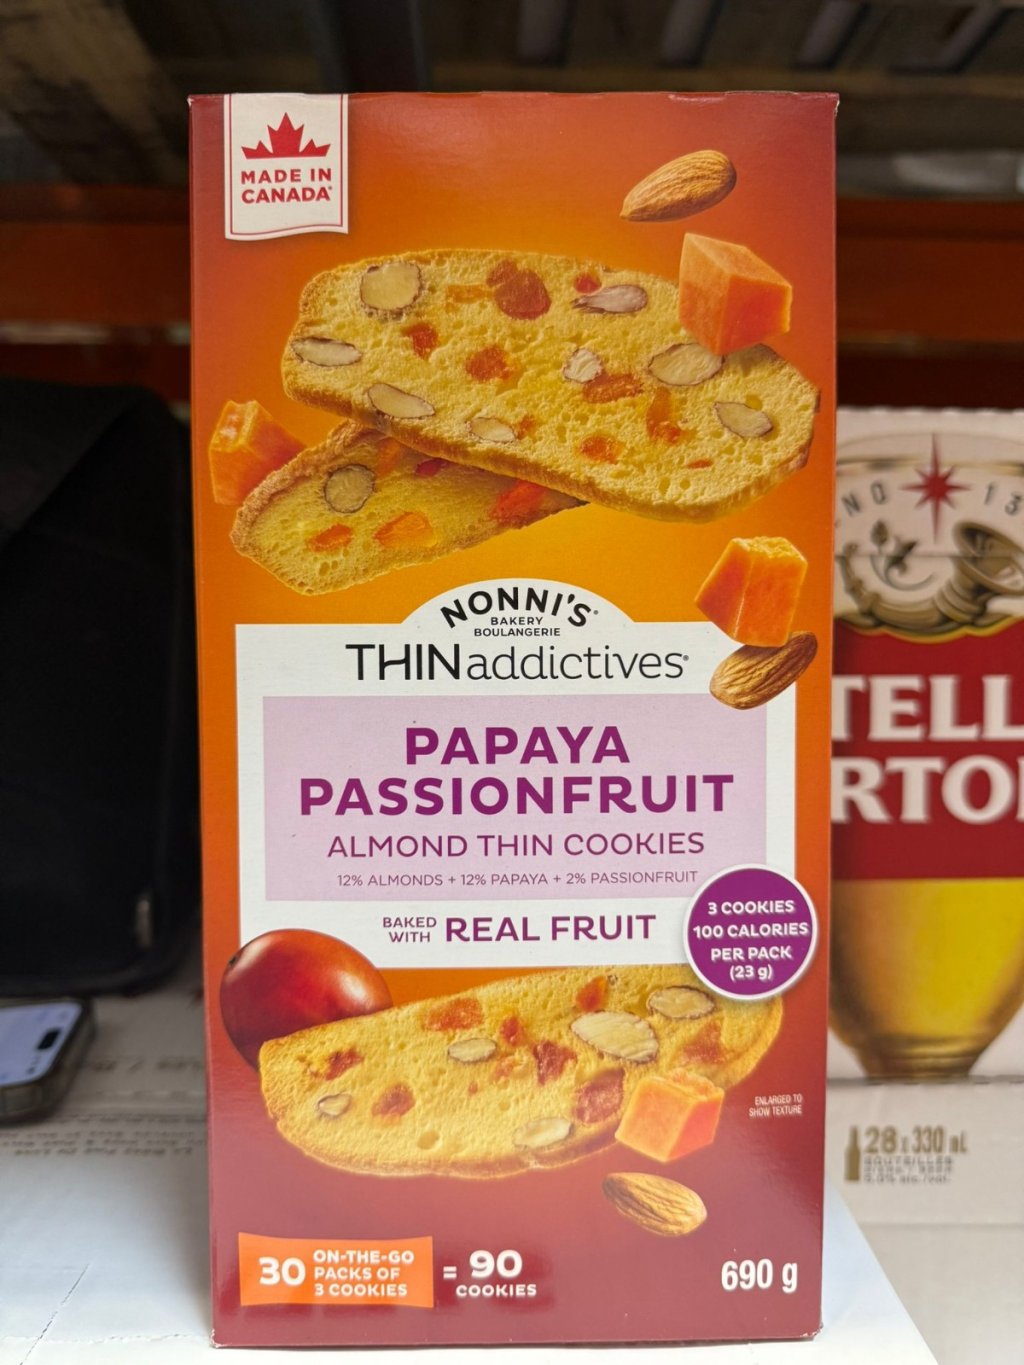 MADE IN
CANADA
NONNI'S
BAKERY
BOULANGERIE
THINaddictives
PAPAYA
PASSIONFRUIT
ALMOND THIN COOKIES
12% ALMONDS + 12% PAPAYA + 2% PASSIONFRUIT
BAKED
WITH
REAL FRUIT
3 COOKIES
100 CALORIES
PER PACK
(23 g)
ENLARGED TO
SHOW TEXTURE
30 ON-THE-GO
PACKS OF
3 COOKIES
= 90
COOKIES
690 g
NO 13
TELL
RTO
28 x 330 mL